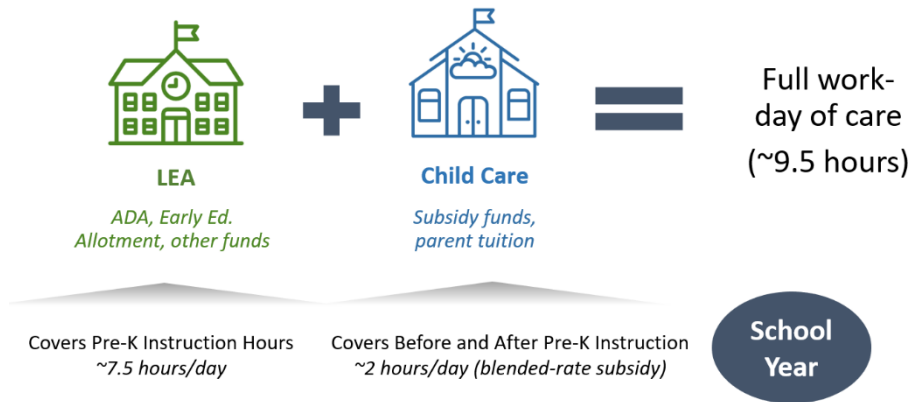 LEA
ADA, Early Ed.
Allotment, other funds
Child Care
Subsidy funds,
parent tuition
Full work-
day of care
(~9.5 hours)
Covers Pre-K Instruction Hours
~7.5 hours/day
Covers Before and After Pre-K Instruction
~2 hours/day (blended-rate subsidy)
School
Year